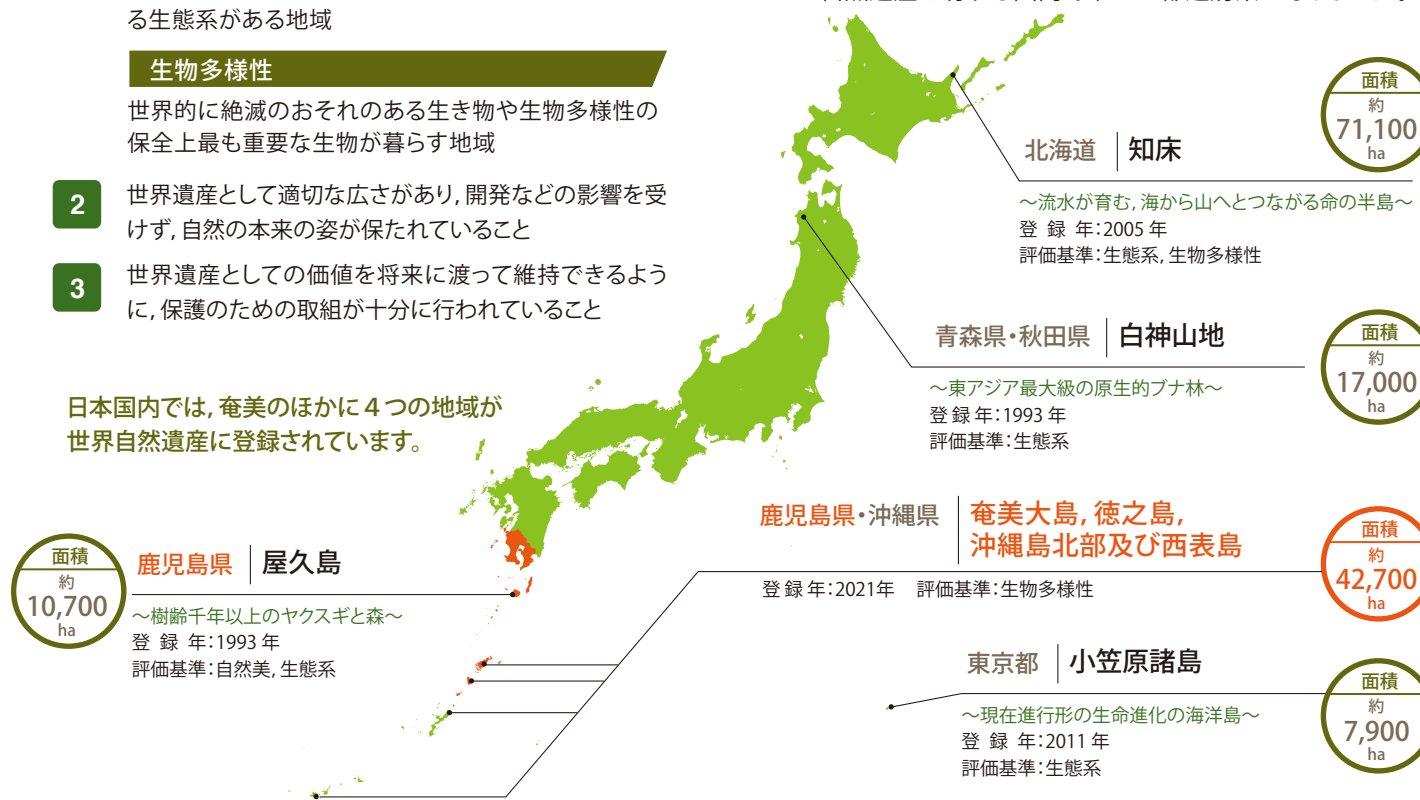 る生態系がある地域
生物多様性
世界的に絶滅のおそれのある生き物や生物多様性の
保全上最も重要な生物が暮らす地域
2
世界遺産として適切な広さがあり,開発などの影響を受
けず,自然の本来の姿が保たれていること
3
世界遺産としての価値を将来に渡って維持できるよう
に,保護のための取組が十分に行われていること
日本国内では,奄美のほかに4つの地域が
世界自然遺産に登録されています。
北海道 知床
〜流水が育む,海から山へとつながる命の半島〜
登録年:2005年
評価基準:生態系,生物多様性
面積
約
71,100
ha
青森県・秋田県 白神山地
〜東アジア最大級の原生的ブナ林〜
登録年:1993年
評価基準:生態系
面積
約
17,000
ha
鹿児島県・沖縄県 奄美大島,徳之島,
沖縄島北部及び西表島
登録年:2021年 評価基準:生物多様性
面積
約
42,700
ha
面積
約
10,700
ha
鹿児島県 屋久島
〜樹齢千年以上のヤクスギと森〜
登録年:1993年
評価基準:自然美,生態系
東京都 小笠原諸島
〜現在進行形の生命進化の海洋島〜
登録年:2011年
評価基準:生態系
面積
約
7,900
ha